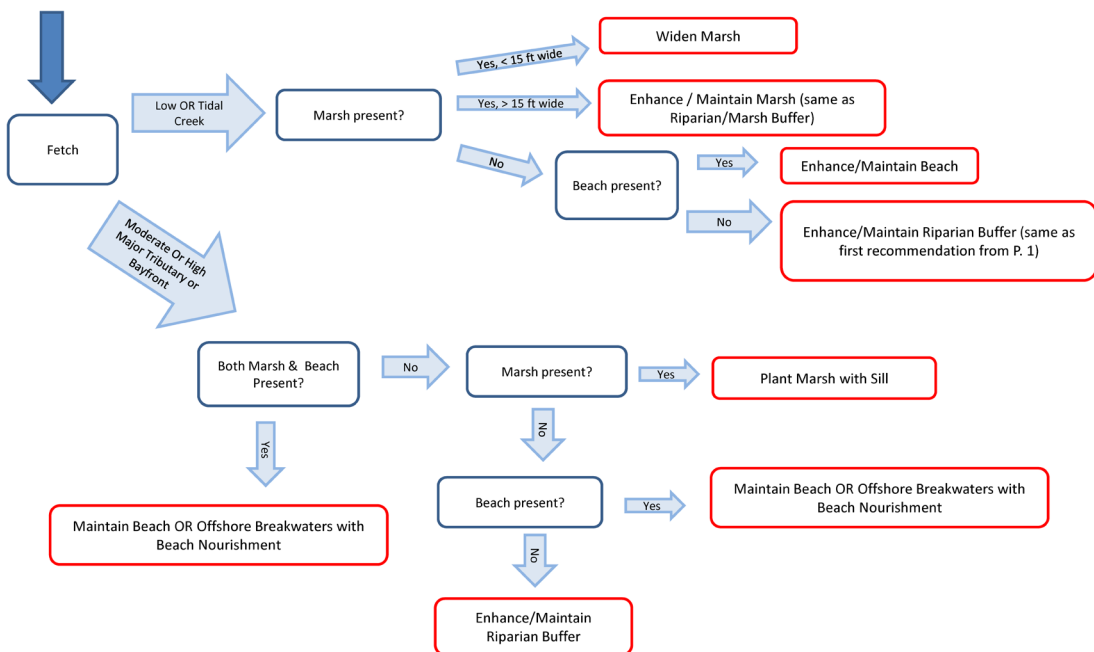 Widen Marsh
Yes, < 15 ft wide
Low OR Tidal
Creek
Marsh present?
Yes, > 15 ft wide
Enhance / Maintain Marsh (same as
Riparian/Marsh Buffer)
Fetch
No
Beach present?
Yes
Enhance/Maintain Beach
No
Enhance/Maintain Riparian Buffer (same as
first recommendation from P. 1)
Moderate Or High
Major Tributary or
Bayfront
Both Marsh & Beach
Present?
No
Marsh present?
Yes
Plant Marsh with Sill
Yes
No
Maintain Beach OR Offshore Breakwaters with
Beach Nourishment
Beach present?
Yes
Maintain Beach OR Offshore Breakwaters with
Beach Nourishment
No
Enhance/Maintain
Riparian Buffer